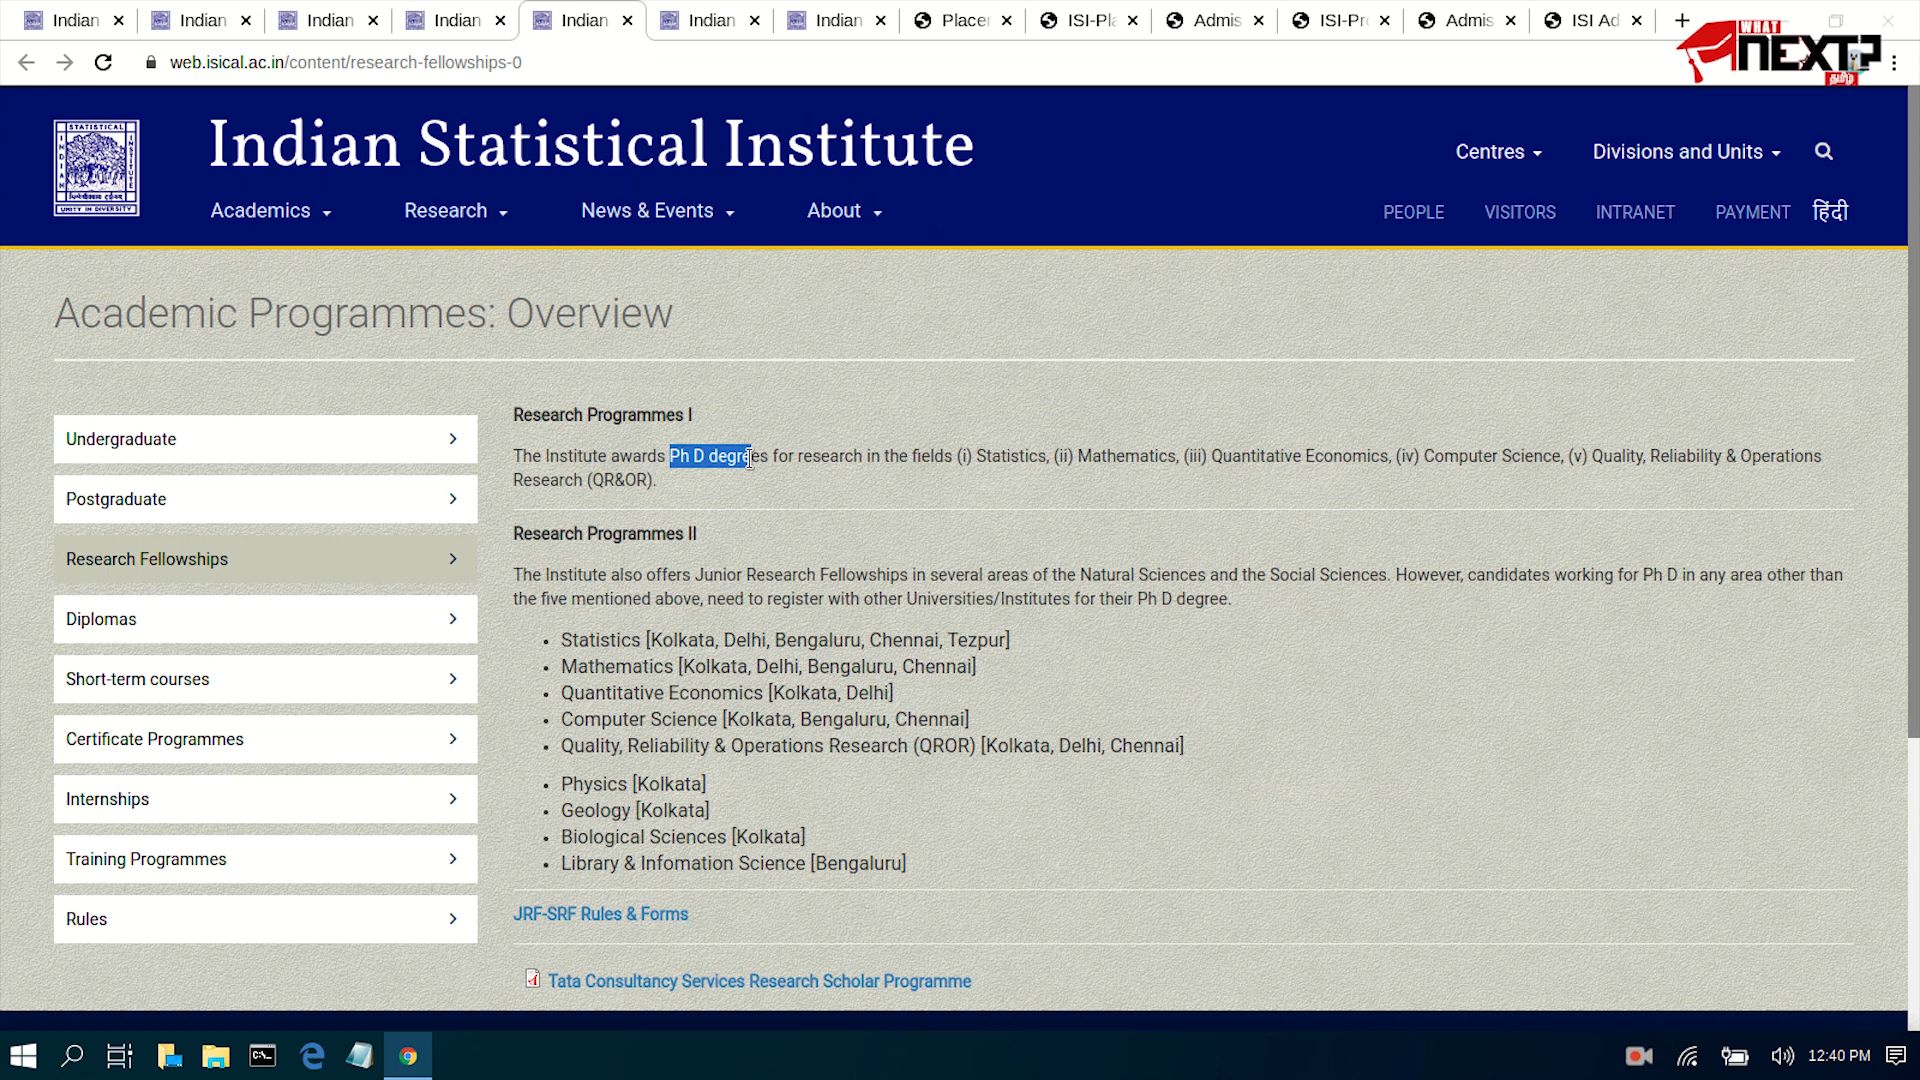 Indian Indian Indian Indian Indian Indian Indian Placer ISI-Pla Admis ISI-Pr Admis ISI Ad
web.isical.ac.in/content/research-fellowships-0
WHAT
NEXT?
தமிழ்
STATISTICAL
INDIAN
INSTITUTE
UNITY IN DIVERSITY
Indian Statistical Institute
Centres
Divisions and Units
Academics
Research
News & Events
About
PEOPLE
VISITORS
INTRANET
PAYMENT
हिंदी
Academic Programmes: Overview
Undergraduate
Postgraduate
Research Fellowships
Diplomas
Short-term courses
Certificate Programmes
Internships
Training Programmes
Rules
Research Programmes I
The Institute awards Ph D degrees for research in the fields (i) Statistics, (ii) Mathematics, (iii) Quantitative Economics, (iv) Computer Science, (v) Quality, Reliability & Operations
Research (QR&OR).
Research Programmes II
The Institute also offers Junior Research Fellowships in several areas of the Natural Sciences and the Social Sciences. However, candidates working for Ph D in any area other than
the five mentioned above, need to register with other Universities/Institutes for their Ph D degree.
• Statistics [Kolkata, Delhi, Bengaluru, Chennai, Tezpur]
• Mathematics [Kolkata, Delhi, Bengaluru, Chennai]
• Quantitative Economics [Kolkata, Delhi]
• Computer Science [Kolkata, Bengaluru, Chennai]
• Quality, Reliability & Operations Research (QROR) [Kolkata, Delhi, Chennai]
• Physics [Kolkata]
• Geology [Kolkata]
• Biological Sciences [Kolkata]
• Library & Infomation Science [Bengaluru]
JRF-SRF Rules & Forms
Tata Consultancy Services Research Scholar Programme
12:40 PM